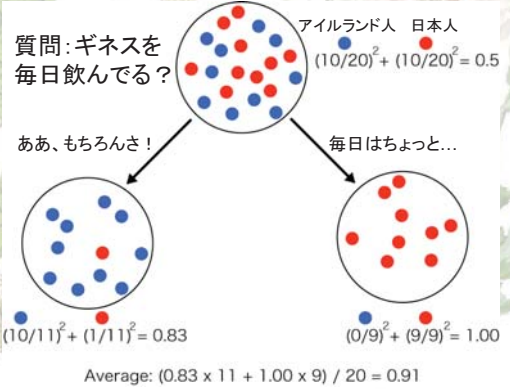 質問：ギネスを
毎日飲んでる？
アイルランド人 日本人
(10/20)² + (10/20)² = 0.5
ああ、もちろんさ！
毎日はちょっと…
(10/11)² + (1/11)² = 0.83
(0/9)² + (9/9)² = 1.00
Average: (0.83 x 11 + 1.00 x 9) / 20 = 0.91